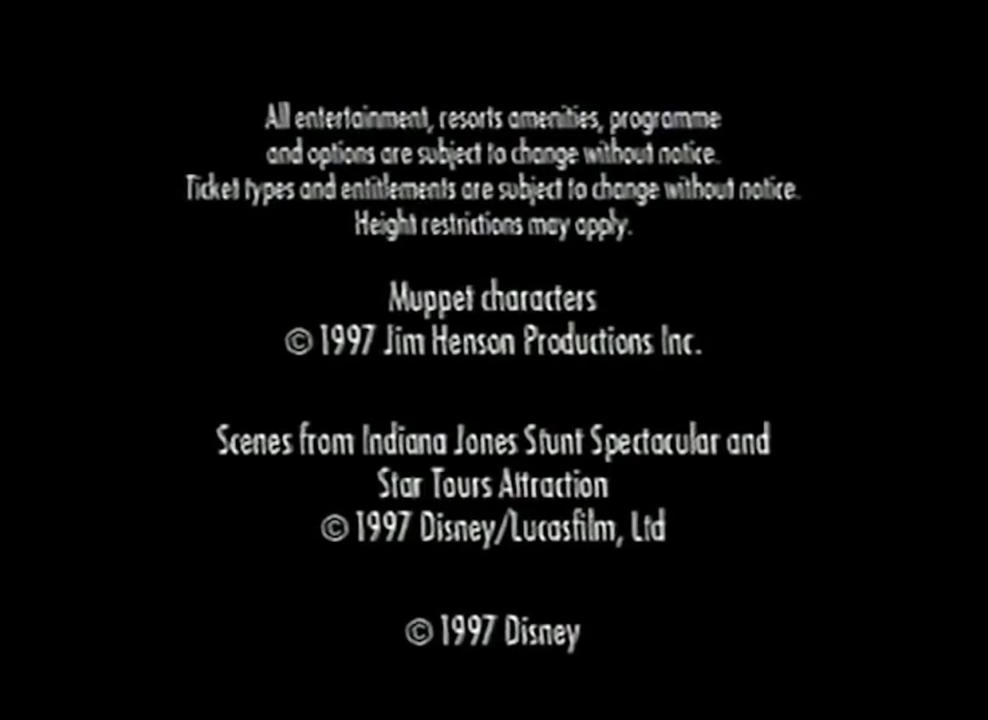 All entertainment, resorts amenities, programme
and options are subject to change without notice.
Ticket types and entitlements are subject to change without notice.
Height restrictions may apply.
Muppet characters
© 1997 Jim Henson Productions Inc.
Scenes from Indiana Jones Stunt Spectacular and
Star Tours Attraction
© 1997 Disney/Lucasfilm, Ltd
© 1997 Disney